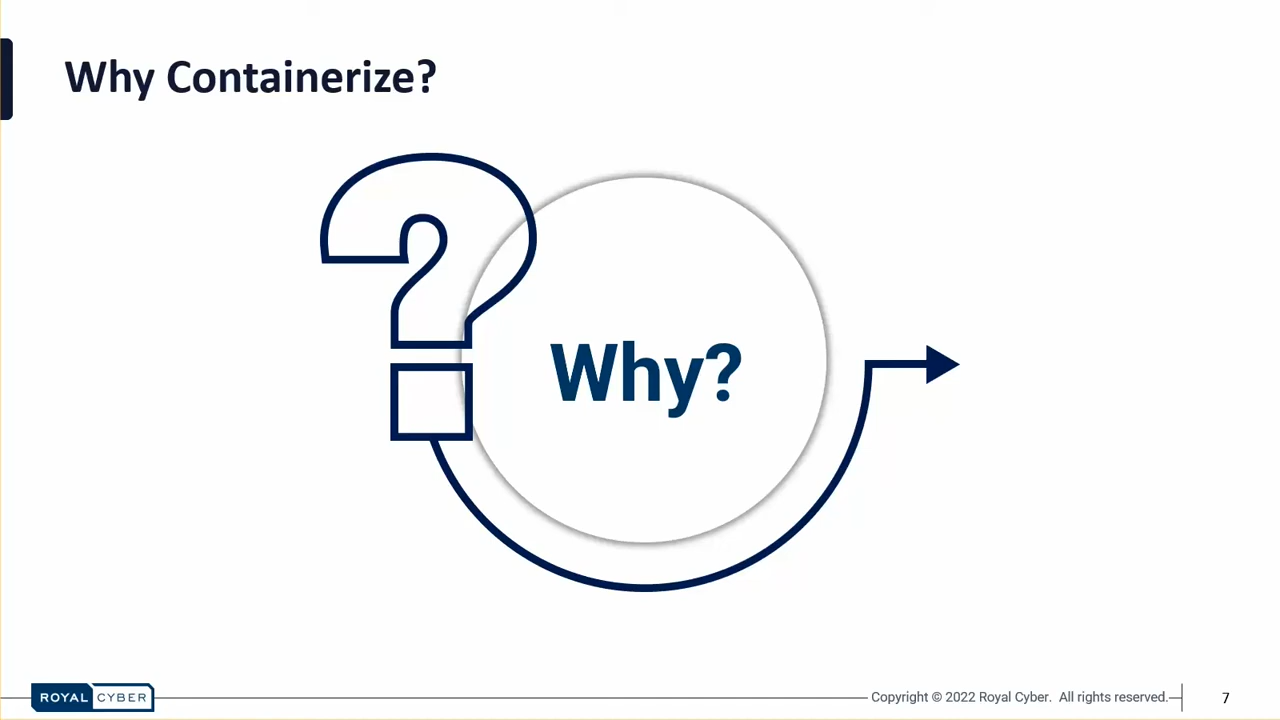 Why Containerize?
Why?
ROYAL CYBER
Copyright © 2022 Royal Cyber. All rights reserved.
7